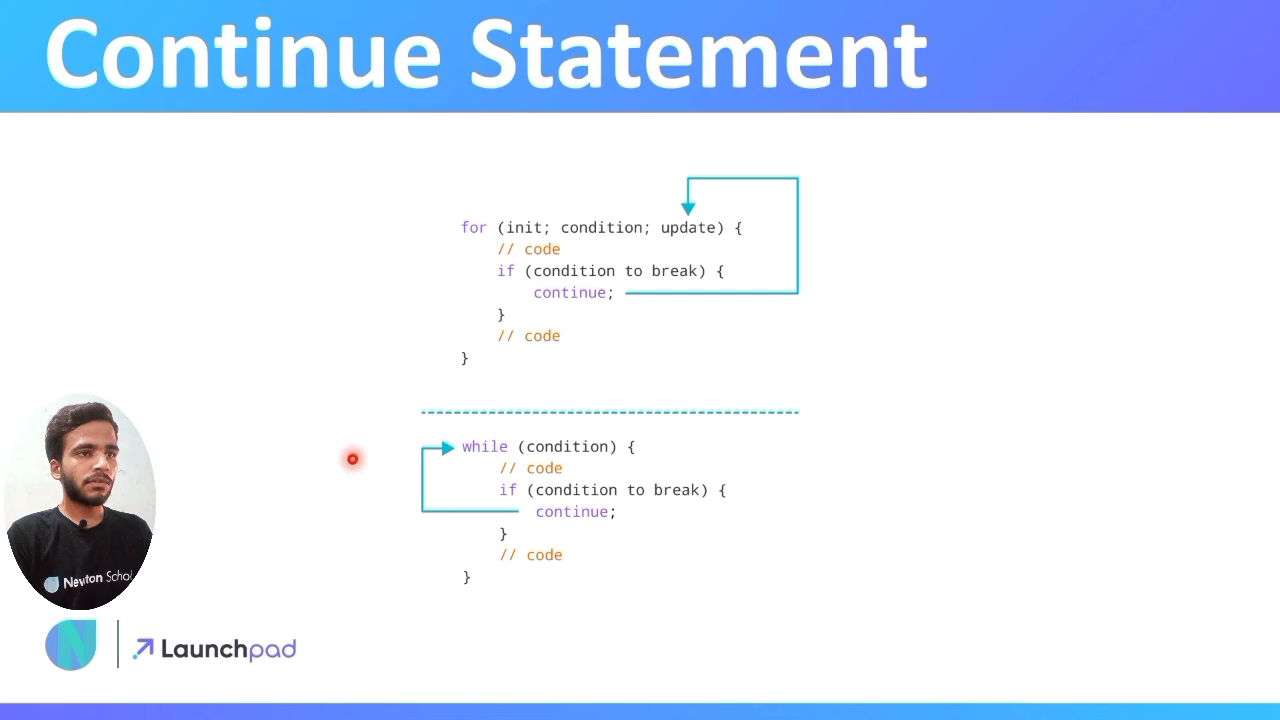 Continue Statement
for (init; condition; update) {
// code
if (condition to break) {
continue;
}
// code
}
while (condition) {
// code
if (condition to break) {
continue;
}
// code
}
Newton School
N
Launchpad